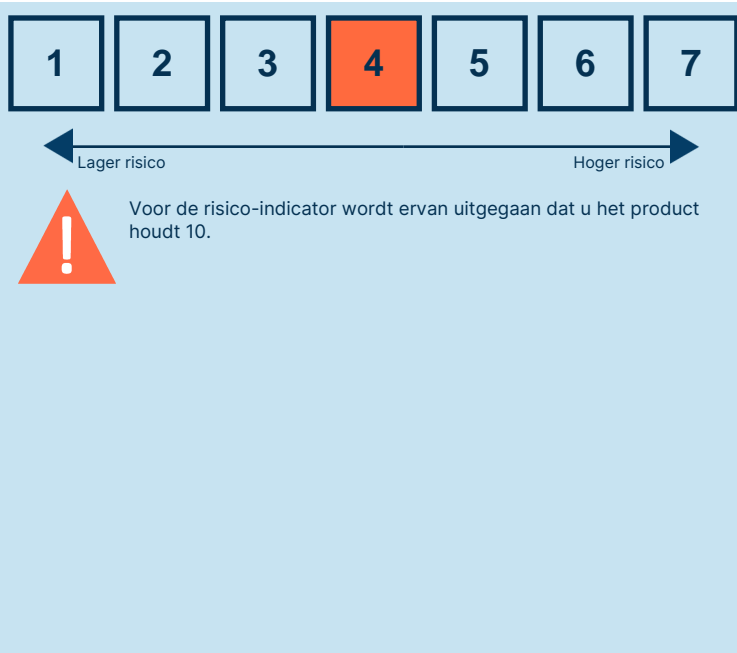 1 2 3 4 5 6 7
Lager risico Hoger risico
Voor de risico-indicator wordt ervan uitgegaan dat u het product
houdt 10.
!